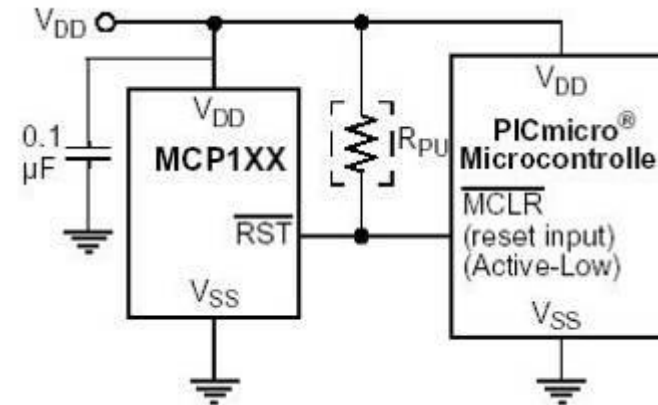 VDD
VDD
MCP1XX
RST
VSS
0.1
µF
RPU
VDD
PICmicro®
Microcontrolle
MCLR
(reset input)
(Active-Low)
VSS